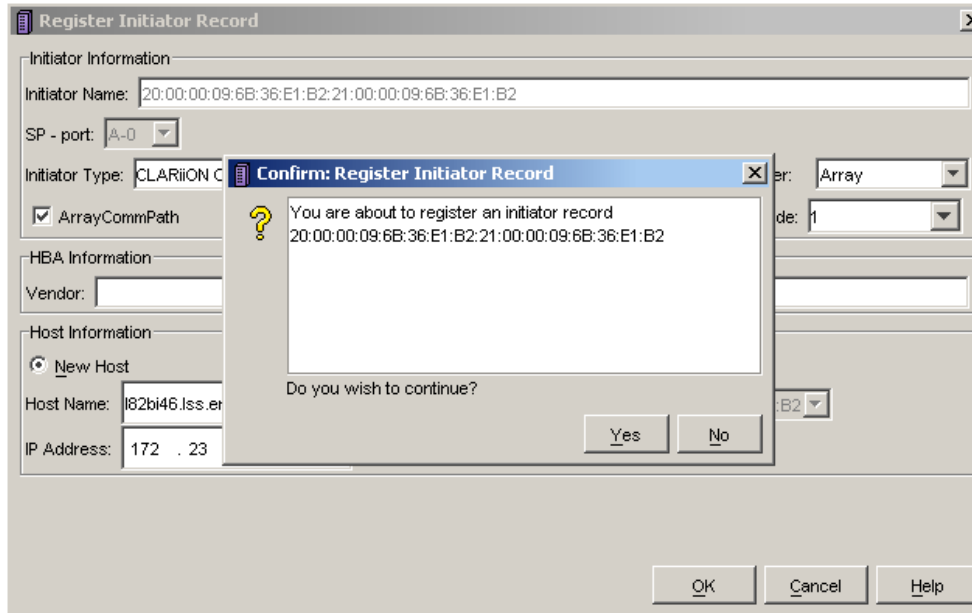 Register Initiator Record
Initiator Information
Initiator Name: 20:00:00:09:6B:36:E1:B2:21:00:00:09:6B:36:E1:B2
SP - port: A-0
Initiator Type: CLARiiON
er: Array
ArrayCommPath
de: 1
HBA Information
Vendor:
Host Information
New Host
Host Name: l82bi46.lss.
:B2
IP Address: 172 . 23
Confirm: Register Initiator Record
You are about to register an initiator record
20:00:00:09:6B:36:E1:B2:21:00:00:09:6B:36:E1:B2
Do you wish to continue?
Yes No
OK Cancel Help